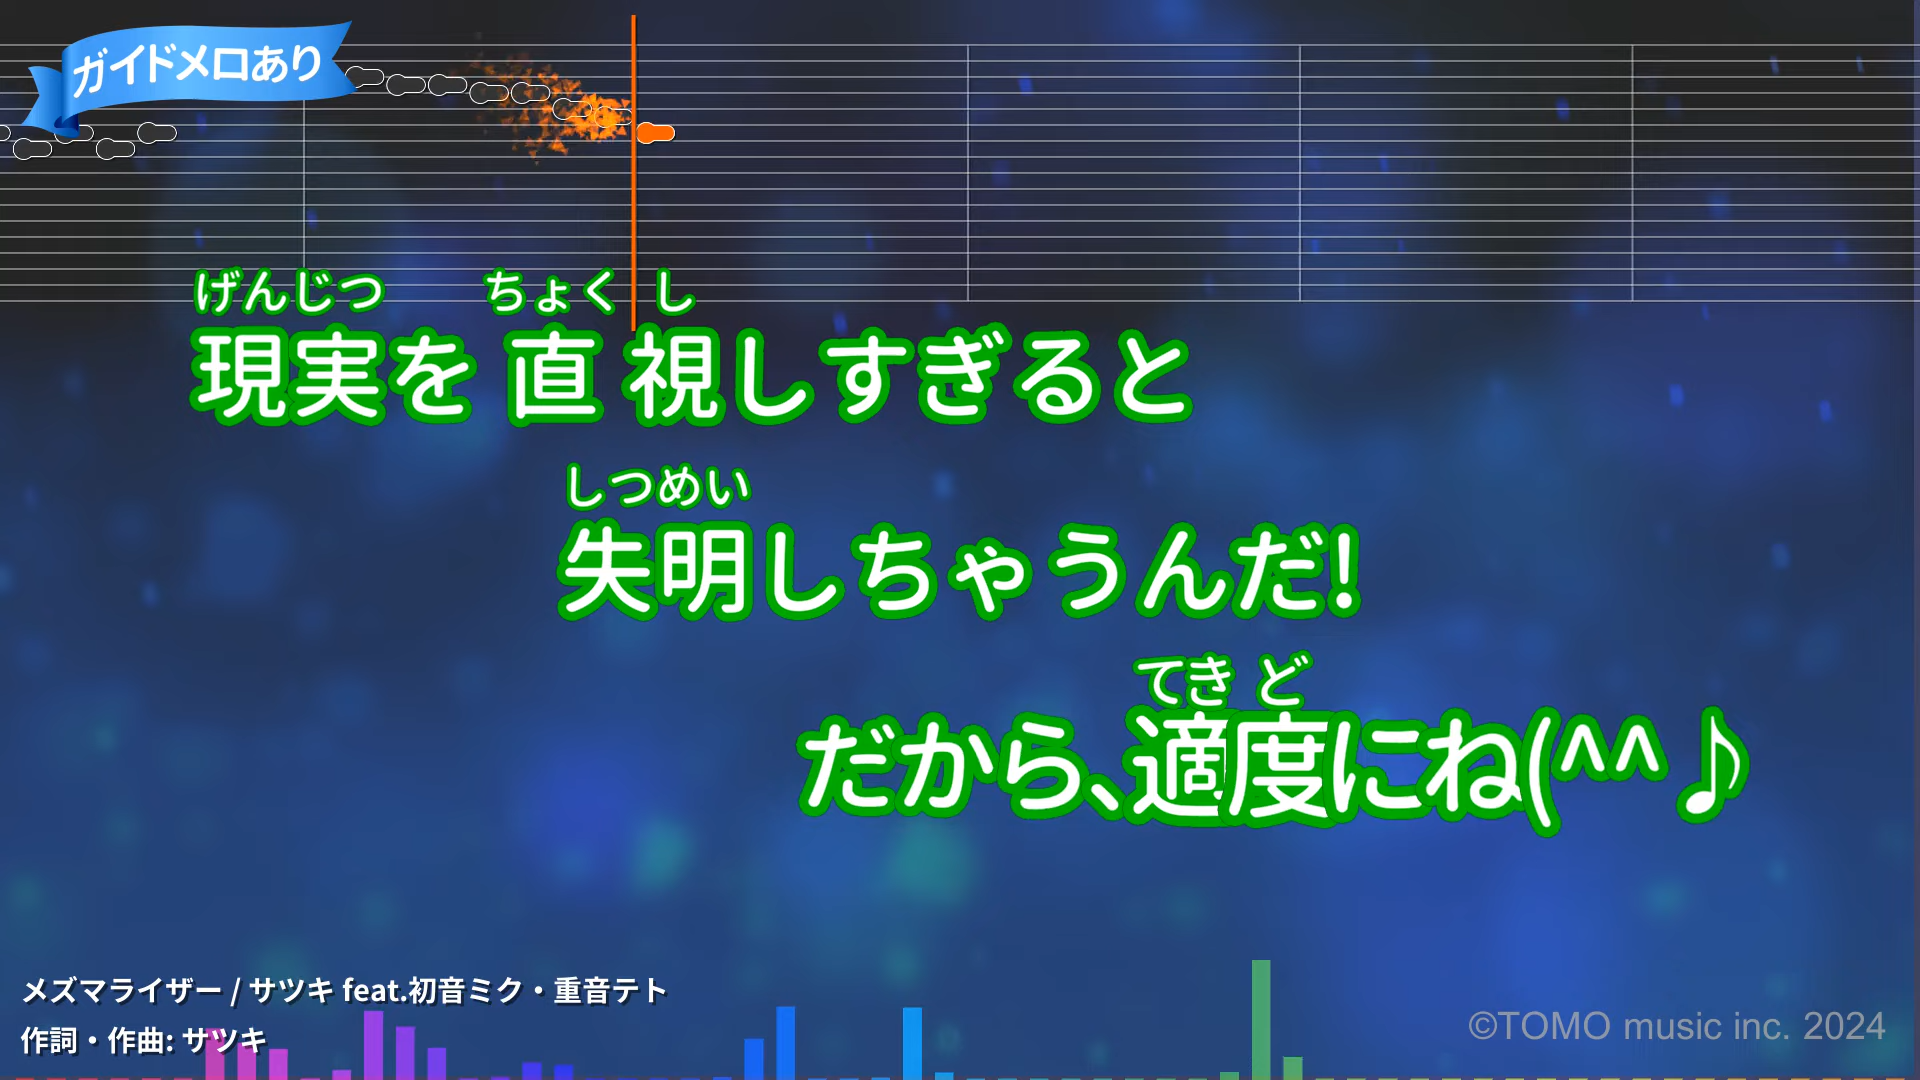 ガイドメロあり
げんじつ ちょく し
現実を 直 視しすぎると
しつめい
失明しちゃうんだ!
てき ど
だから、適度にね(^^♪
メズマライザー / サツキ feat.初音ミク・重音テト
作詞・作曲: サツキ
©TOMO music inc. 2024